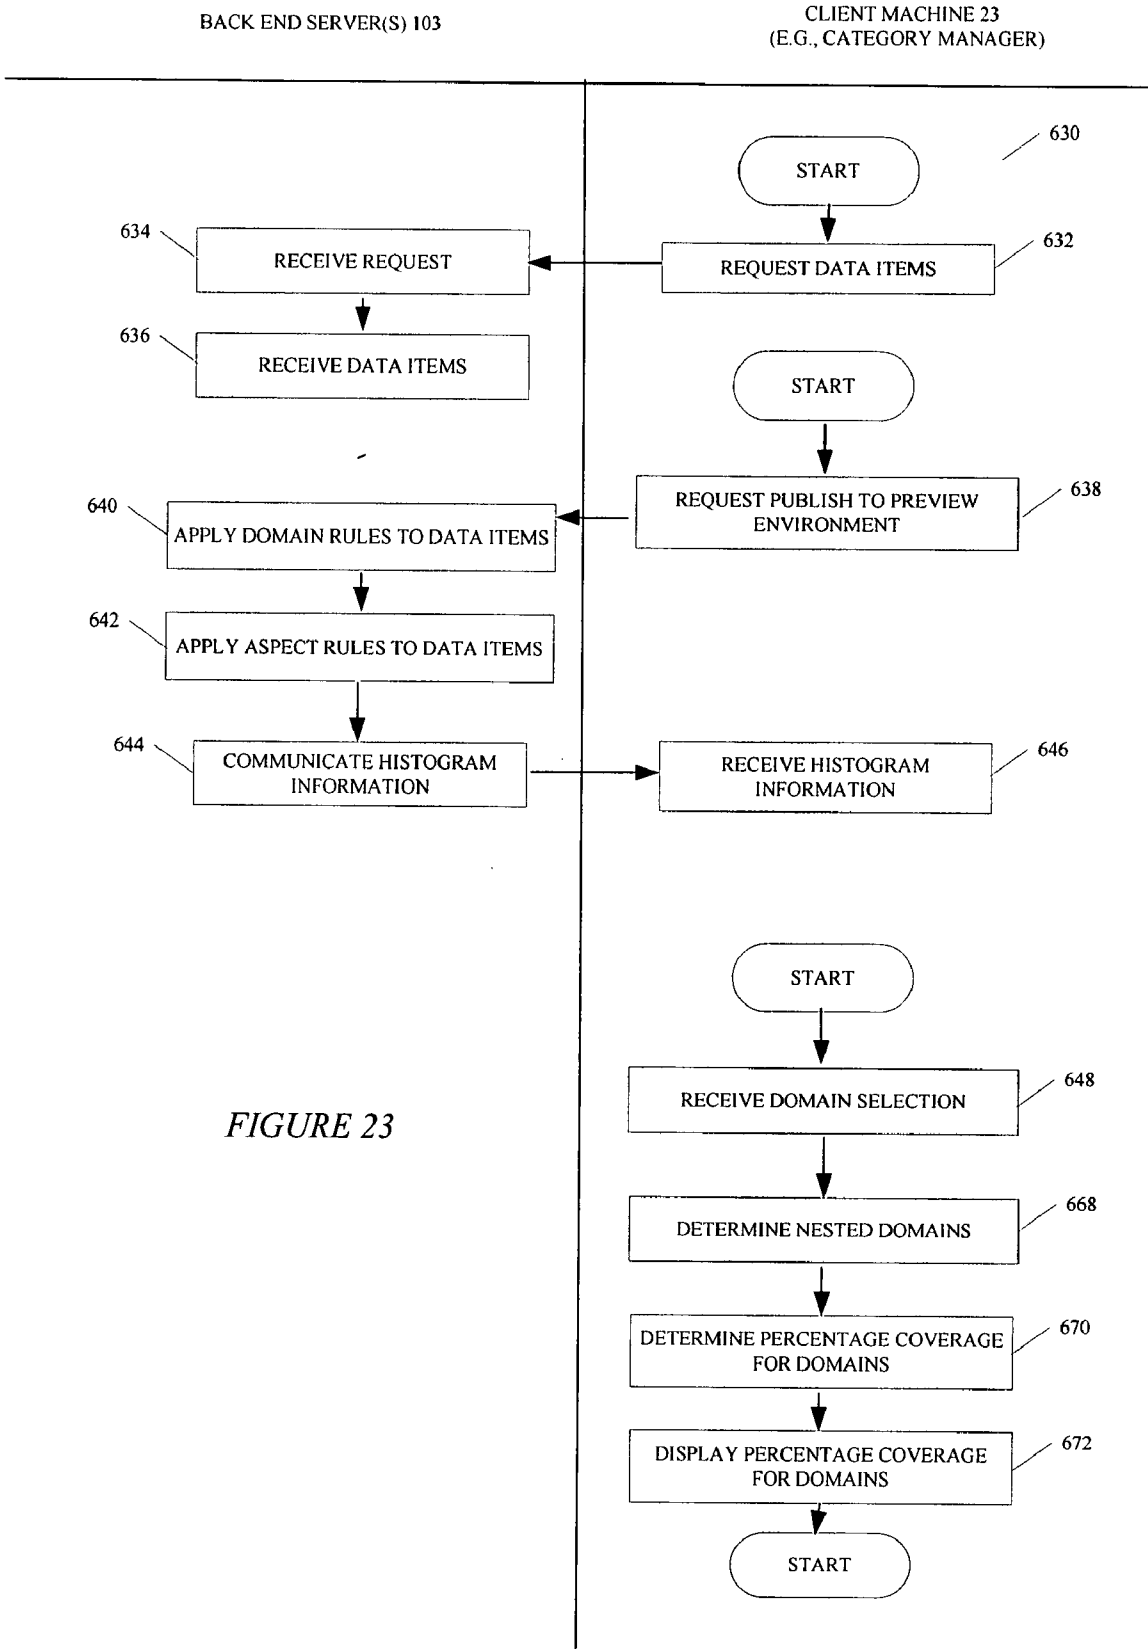 BACK END SERVER(S) 103
CLIENT MACHINE 23
(E.G., CATEGORY MANAGER)
630
START
634
RECEIVE REQUEST
632
REQUEST DATA ITEMS
636
RECEIVE DATA ITEMS
START
638
REQUEST PUBLISH TO PREVIEW
ENVIRONMENT
640
APPLY DOMAIN RULES TO DATA ITEMS
642
APPLY ASPECT RULES TO DATA ITEMS
644
COMMUNICATE HISTOGRAM
INFORMATION
646
RECEIVE HISTOGRAM
INFORMATION
START
648
RECEIVE DOMAIN SELECTION
FIGURE 23
668
DETERMINE NESTED DOMAINS
670
DETERMINE PERCENTAGE COVERAGE
FOR DOMAINS
672
DISPLAY PERCENTAGE COVERAGE
FOR DOMAINS
START